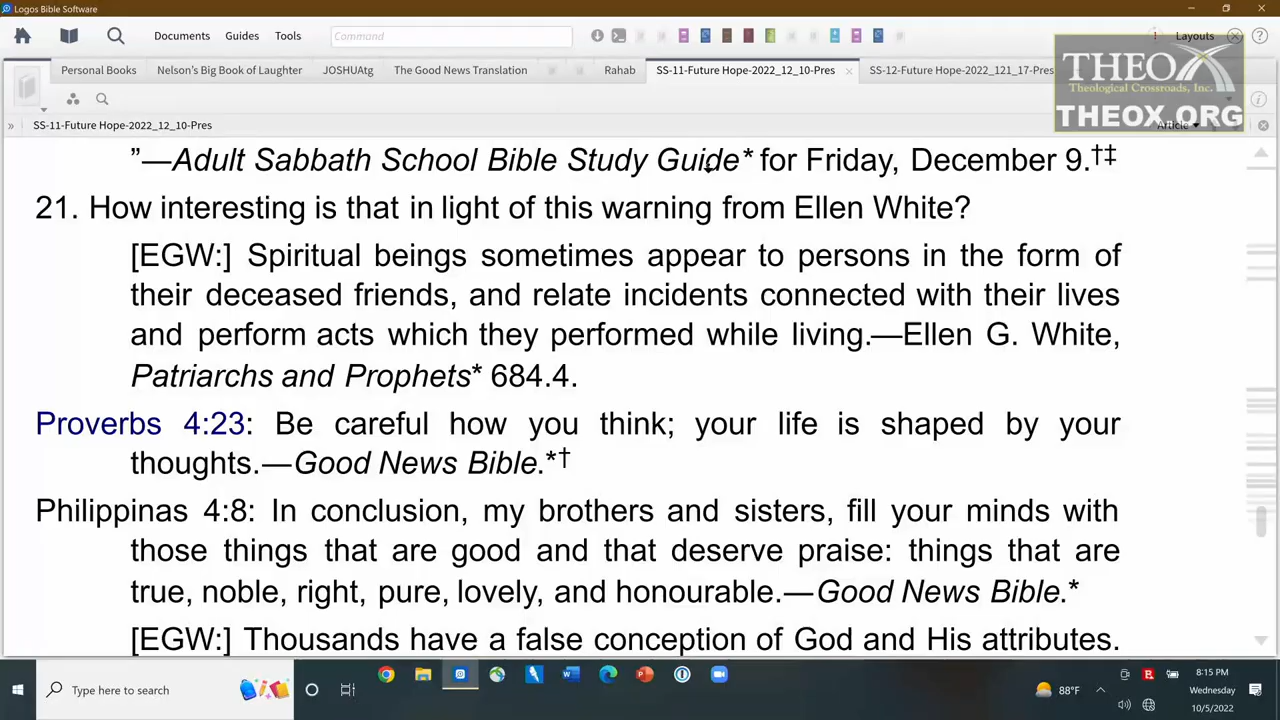 Logos Bible Software
Documents Guides Tools Command Layouts
THEOX
Theological Crossroads, Inc.
THEOX.ORG
Personal Books Nelson's Big Book of Laughter JOSHUAtg The Good News Translation Rahab SS-11-Future Hope-2022_12_10-Pres SS-12-Future Hope-2022_121_17-Pres
SS-11-Future Hope-2022_12_10-Pres Article
"—Adult Sabbath School Bible Study Guide* for Friday, December 9.†‡
21. How interesting is that in light of this warning from Ellen White?
[EGW:] Spiritual beings sometimes appear to persons in the form of
their deceased friends, and relate incidents connected with their lives
and perform acts which they performed while living.—Ellen G. White,
Patriarchs and Prophets* 684.4.
Proverbs 4:23: Be careful how you think; your life is shaped by your
thoughts.—Good News Bible.*†
Philippinas 4:8: In conclusion, my brothers and sisters, fill your minds with
those things that are good and that deserve praise: things that are
true, noble, right, pure, lovely, and honourable.—Good News Bible.*
[EGW:] Thousands have a false conception of God and His attributes.
Type here to search
88°F
8:15 PM
Wednesday
10/5/2022